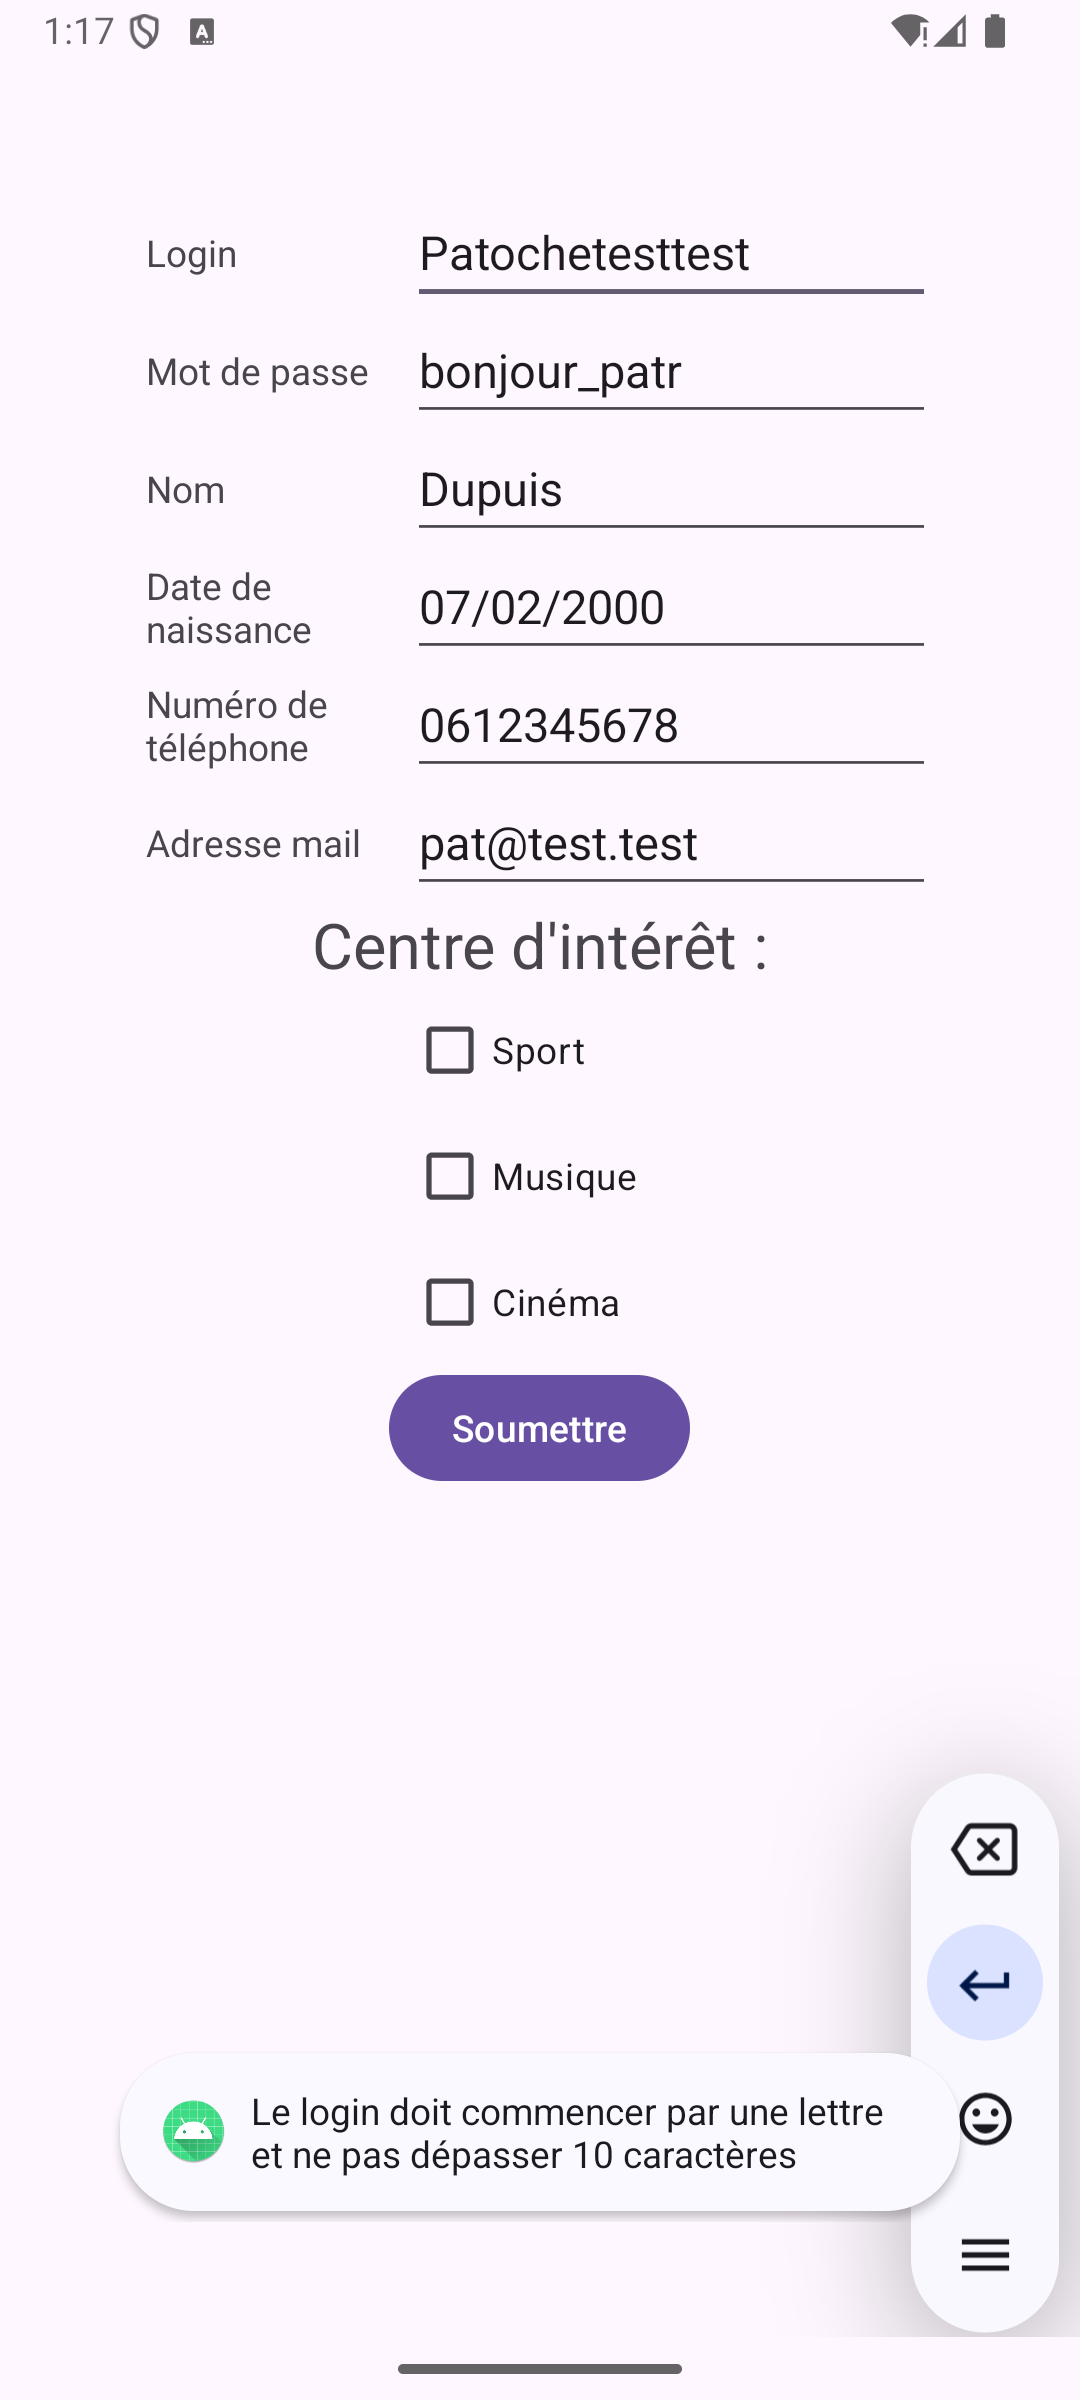 1:17
Login
Patochetesttest
Mot de passe
bonjour_patr
Nom
Dupuis
Date de
naissance
07/02/2000
Numéro de
téléphone
0612345678
Adresse mail
pat@test.test
Centre d'intérêt :
Sport
Musique
Cinéma
Soumettre
Le login doit commencer par une lettre
et ne pas dépasser 10 caractères